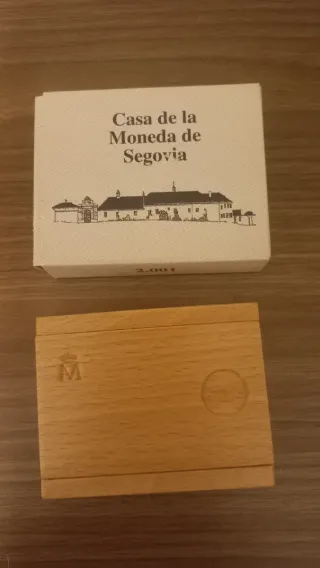 Casa de la
Moneda de
Segovia
2.001
M